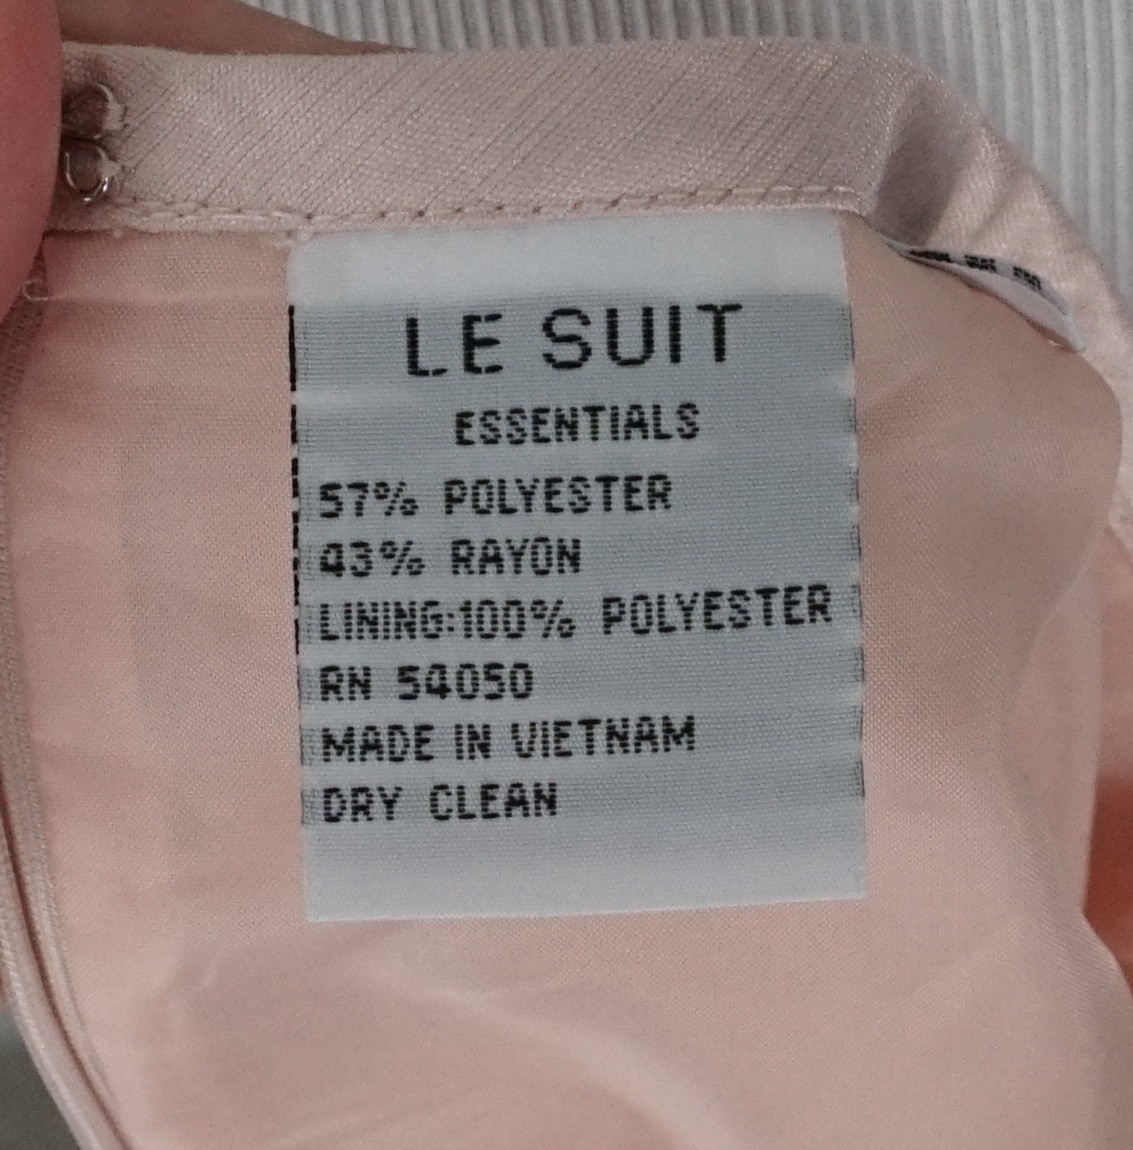 LE SUIT
ESSENTIALS
57% POLYESTER
43% RAYON
LINING:100% POLYESTER
RN 54050
MADE IN VIETNAM
DRY CLEAN